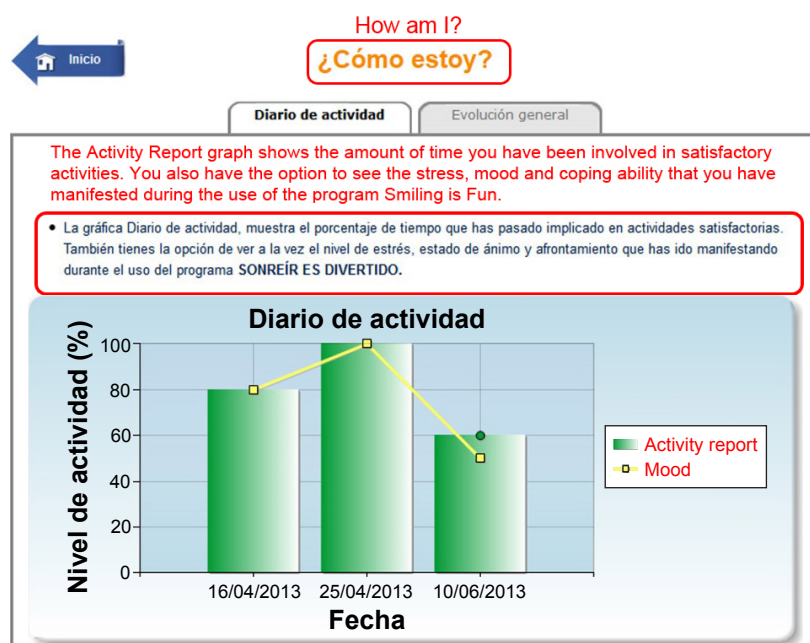 How am I?
Inicio
¿Cómo estoy?
Diario de actividad
Evolución general
The Activity Report graph shows the amount of time you have been involved in satisfactory
activities. You also have the option to see the stress, mood and coping ability that you have
manifested during the use of the program Smiling is Fun.
• La gráfica Diario de actividad, muestra el porcentaje de tiempo que has pasado implicado en actividades satisfactorias.
También tienes la opción de ver a la vez el nivel de estrés, estado de ánimo y afrontamiento que has ido manifestando
durante el uso del programa SONREÍR ES DIVERTIDO.
Diario de actividad
Nivel de actividad (%)
100
80
60
40
20
0
16/04/2013 25/04/2013 10/06/2013
Fecha
Activity report
Mood